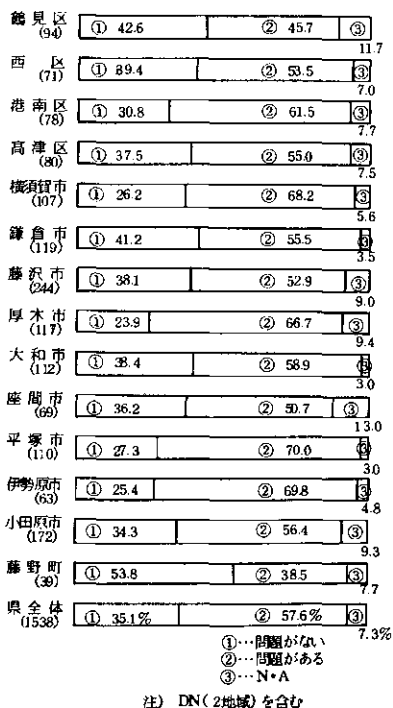 鶴見区 ① 42.6 ② 45.7 ③
(94) 11.7
西区 ① 39.4 ② 53.5 ③
(71) 7.0
港南区 ① 30.8 ② 61.5 ③
(78) 7.7
高津区 ① 37.5 ② 55.0 ③
(80) 7.5
横須賀市 ① 26.2 ② 68.2 ③
(107) 5.6
鎌倉市 ① 41.2 ② 55.5 ③
(119) 3.5
藤沢市 ① 38.1 ② 52.9 ③
(244) 9.0
厚木市 ① 23.9 ② 66.7 ③
(117) 9.4
大和市 ① 38.4 ② 58.9 ③
(112) 3.0
座間市 ① 36.2 ② 50.7 ③
(69) 13.0
平塚市 ① 27.3 ② 70.0 ③
(110) 3.0
伊勢原市 ① 25.4 ② 69.8 ③
(63) 4.8
小田原市 ① 34.3 ② 56.4 ③
(172) 9.3
藤野町 ① 53.8 ② 38.5 ③
(39) 7.7
県全体 ① 35.1% ② 57.6% ③
(1538) 7.3%
①…問題がない
②…問題がある
③…N・A
注) DN(2地域)を含む